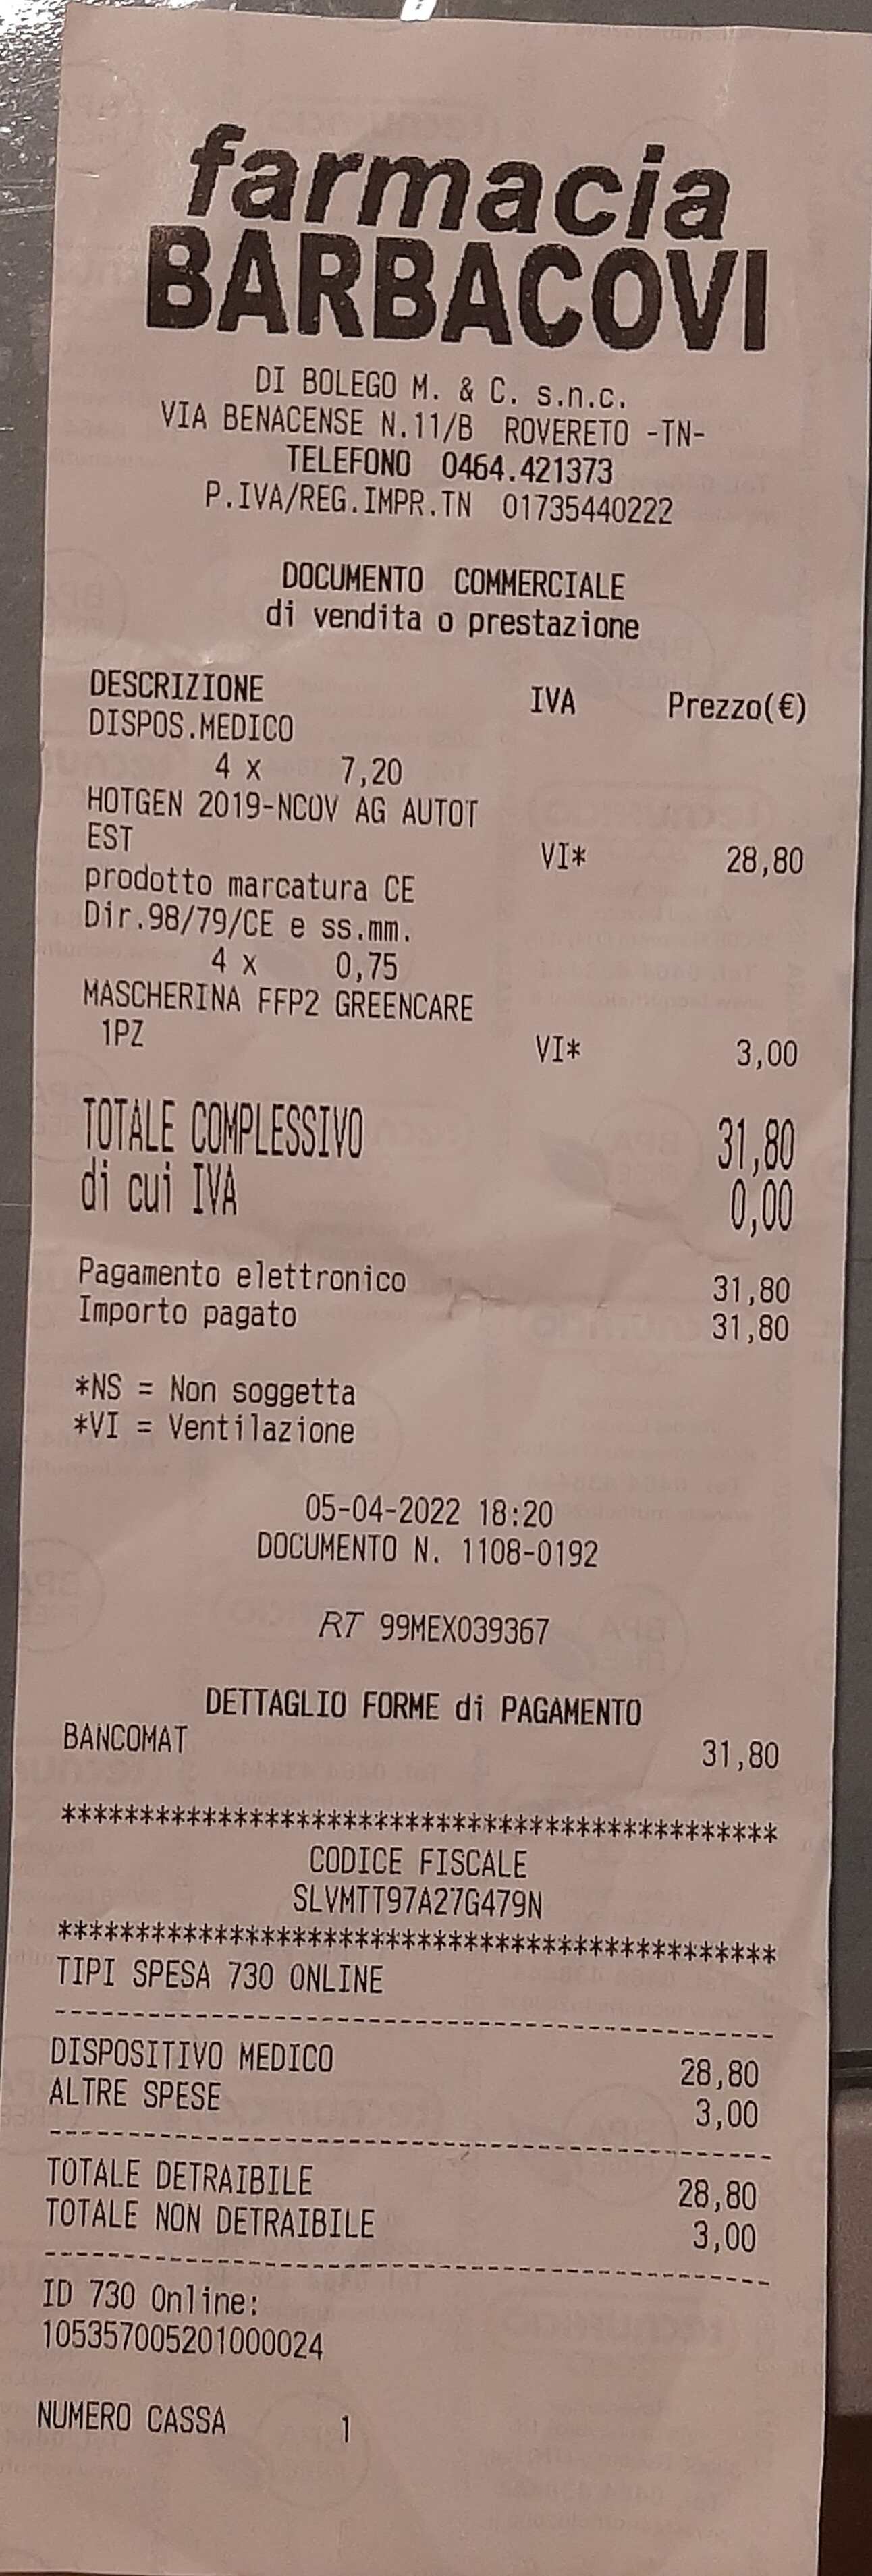 farmacia
BARBACOVI
DI BOLEGO M. & C. s.n.c.
VIA BENACENSE N.11/B ROVERETO -TN-
TELEFONO 0464.421373
P.IVA/REG.IMPR.TN 01735440222
DOCUMENTO COMMERCIALE
di vendita o prestazione
DESCRIZIONE IVA Prezzo(€)
DISPOS.MEDICO
4 x 7,20
HOTGEN 2019-NCOV AG AUTOT
EST VI* 28,80
prodotto marcatura CE
Dir.98/79/CE e ss.mm.
4 x 0,75
MASCHERINA FFP2 GREENCARE
1PZ VI* 3,00
TOTALE COMPLESSIVO 31,80
di cui IVA 0,00
Pagamento elettronico 31,80
Importo pagato 31,80
*NS = Non soggetta
*VI = Ventilazione
05-04-2022 18:20
DOCUMENTO N. 1108-0192
RT 99MEX039367
DETTAGLIO FORME di PAGAMENTO
BANCOMAT 31,80
**********************************************
CODICE FISCALE
SLVMTT97A27G479N
**********************************************
TIPI SPESA 730 ONLINE
----------------------------------------------
DISPOSITIVO MEDICO 28,80
ALTRE SPESE 3,00
----------------------------------------------
TOTALE DETRAIBILE 28,80
TOTALE NON DETRAIBILE 3,00
----------------------------------------------
ID 730 Online:
105357005201000024
NUMERO CASSA 1